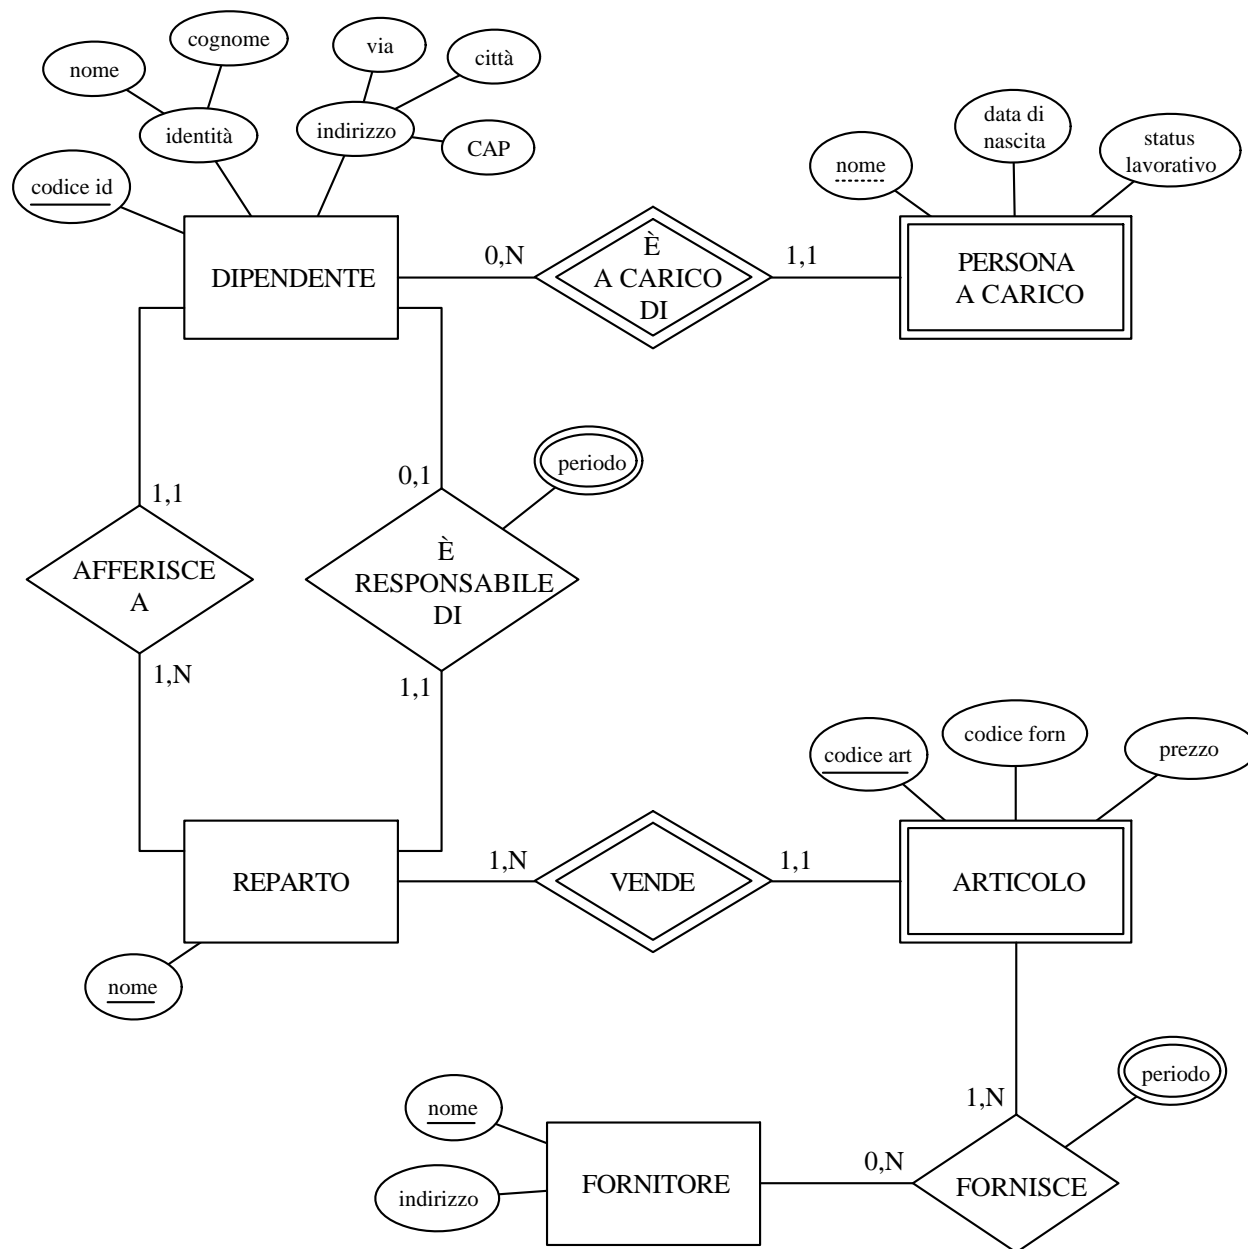 cognome
via
città
nome
identità
indirizzo
CAP
codice id
data di
nascita
status
lavorativo
nome
DIPENDENTE
0,N
È
A CARICO
DI
1,1
PERSONA
A CARICO
periodo
1,1
0,1
AFFERISCE
A
È
RESPONSABILE
DI
1,N
1,1
codice art
codice forn
prezzo
REPARTO
1,N
VENDE
1,1
ARTICOLO
nome
periodo
nome
1,N
indirizzo
FORNITORE
0,N
FORNISCE